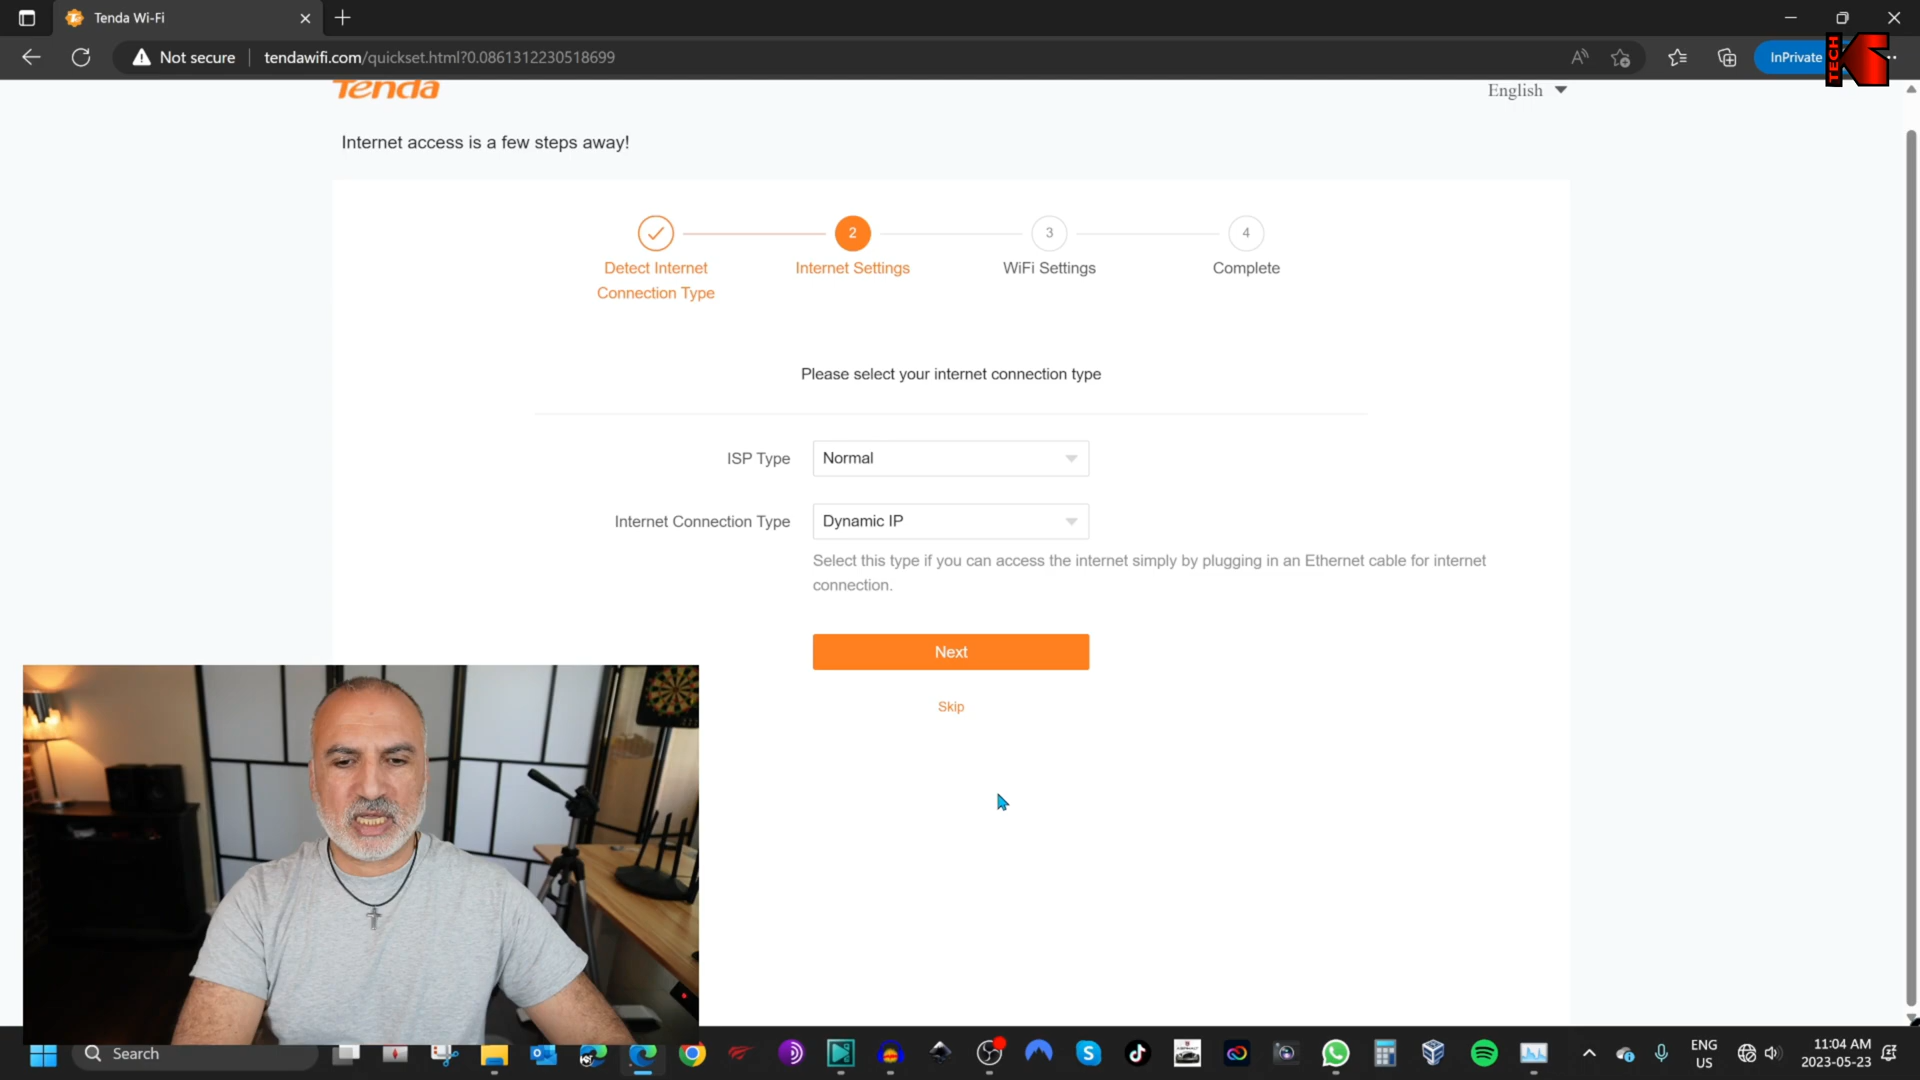 Tenda Wi-Fi
Not secure
tendawifi.com/quickset.html?0.0861312230518699
InPrivate
TECH
Tenda
English
Internet access is a few steps away!
2
3
4
Detect Internet
Connection Type
Internet Settings
WiFi Settings
Complete
Please select your internet connection type
ISP Type
Normal
Internet Connection Type
Dynamic IP
Select this type if you can access the internet simply by plugging in an Ethernet cable for internet
connection.
Next
Skip
Search
ENG
US
11:04 AM
2023-05-23